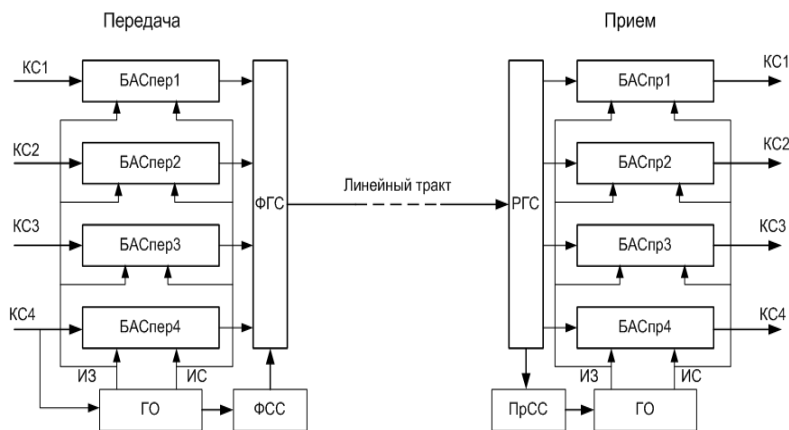 Передача
Прием
КС1
БАСпер1
БАСпр1
КС1
КС2
БАСпер2
БАСпр2
КС2
ФГС
Линейный тракт
РГС
КС3
БАСпер3
БАСпр3
КС3
КС4
БАСпер4
БАСпр4
КС4
ИЗ
ИС
ИЗ
ИС
ГО
ФСС
ПрСС
ГО